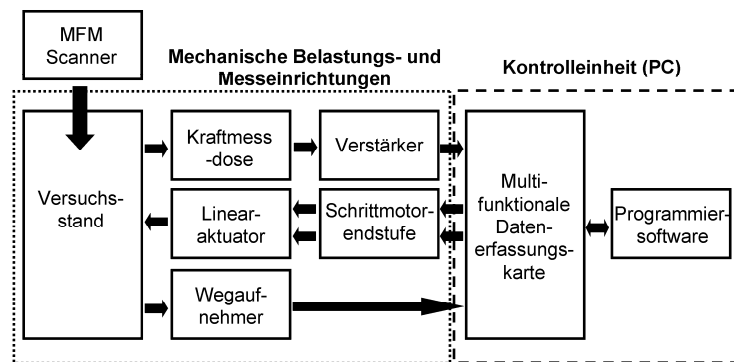 MFM
Scanner
Mechanische Belastungs- und
Messeinrichtungen
Kontrolleinheit (PC)
Versuchs-
stand
Kraftmess
-dose
Verstärker
Linear-
aktuator
Schrittmotor-
endstufe
Wegauf-
nehmer
Multi-
funktionale
Daten-
erfassungs-
karte
Programmier-
software